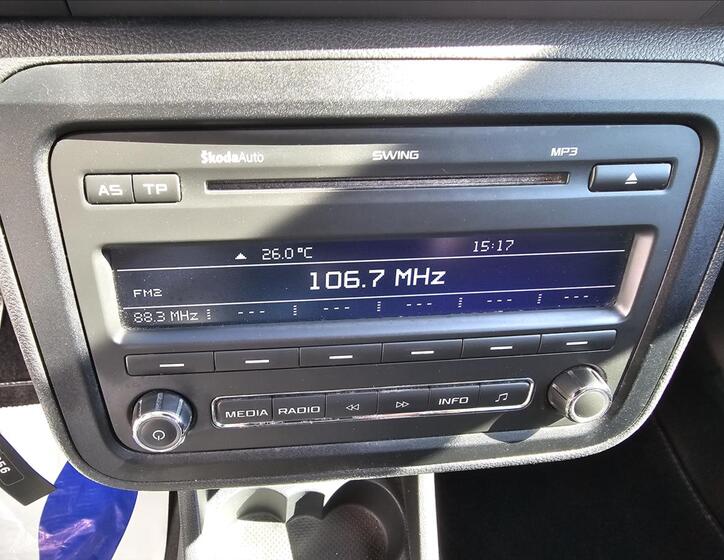 ŠkodaAuto SWING MP3
AS TP
26.0°C 15:17
106.7 MHz
FM2
88.3 MHz --- --- --- --- ---
MEDIA RADIO INFO